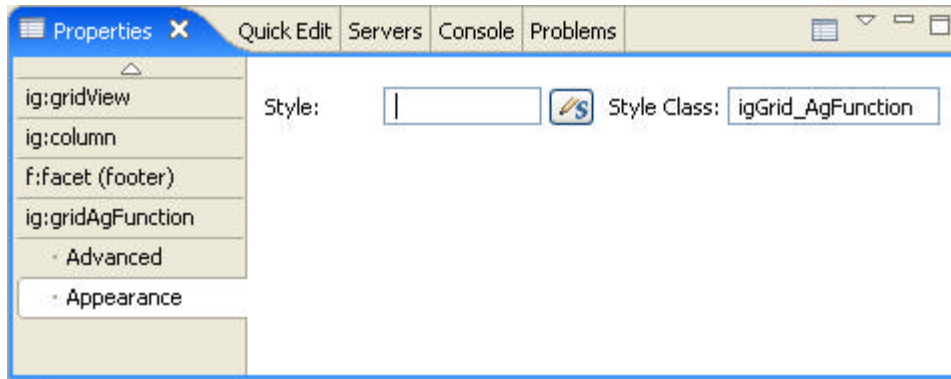 Properties Quick Edit Servers Console Problems
ig:gridView
ig:column
f:facet (footer)
ig:gridAgFunction
Advanced
Appearance
Style: S Style Class: igGrid_AgFunction